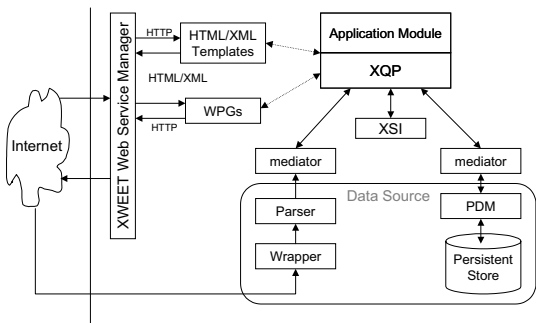 HTTP
HTML/XML
Templates
Application Module
XQP
XWEET Web Service Manager
HTML/XML
WPGs
HTTP
XSI
Internet
mediator
mediator
Data Source
Parser
PDM
Wrapper
Persistent
Store